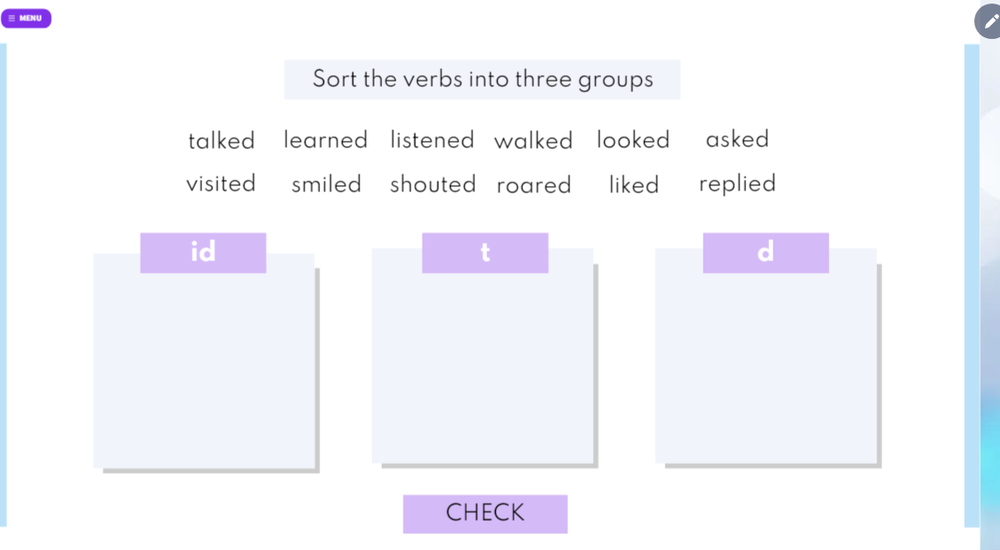 MENU
Sort the verbs into three groups
talked learned listened walked looked asked
visited smiled shouted roared liked replied
id t d
CHECK